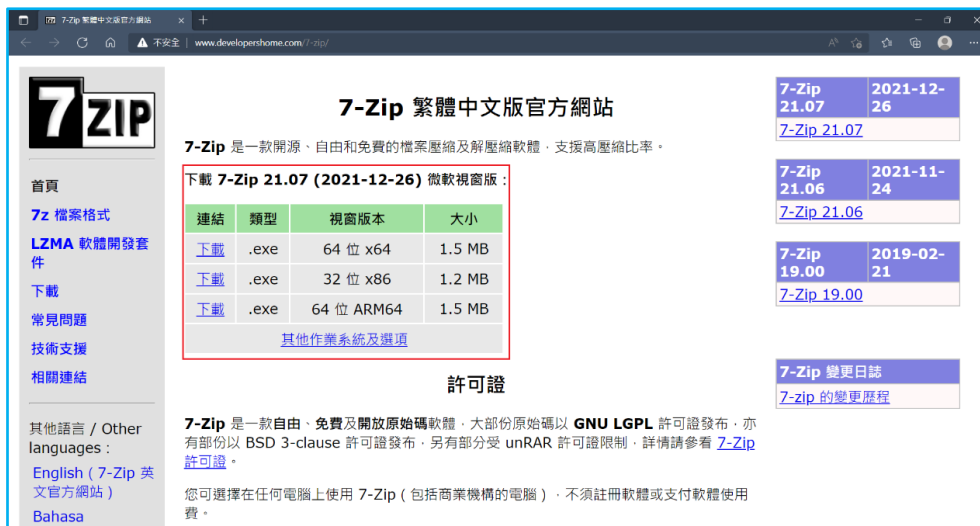 7-Zip 繁體中文版官方網站
不安全 | www.developershome.com/7-zip/
7ZIP
首頁
7z 檔案格式
LZMA 軟體開發套
件
下載
常見問題
技術支援
相關連結
其他語言 / Other
languages：
English ( 7-Zip 英
文官方網站 )
Bahasa
7-Zip 繁體中文版官方網站
7-Zip 是一款開源、自由和免費的檔案壓縮及解壓縮軟體，支援高壓縮比率。
下載 7-Zip 21.07 (2021-12-26) 微軟視窗版：
連結 類型 視窗版本 大小
下載 .exe 64 位 x64 1.5 MB
下載 .exe 32 位 x86 1.2 MB
下載 .exe 64 位 ARM64 1.5 MB
其他作業系統及選項
許可證
7-Zip 是一款自由、免費及開放原始碼軟體，大部份原始碼以 GNU LGPL 許可證發布，亦
有部份以 BSD 3-clause 許可證發布，另有部分受 unRAR 許可證限制，詳情請參看 7-Zip
許可證。
您可選擇在任何電腦上使用 7-Zip ( 包括商業機構的電腦 ) ，不須註冊軟體或支付軟體使用
費。
7-Zip 2021-12-
21.07 26
7-Zip 21.07
7-Zip 2021-11-
21.06 24
7-Zip 21.06
7-Zip 2019-02-
19.00 21
7-Zip 19.00
7-Zip 變更日誌
7-zip 的變更歷程